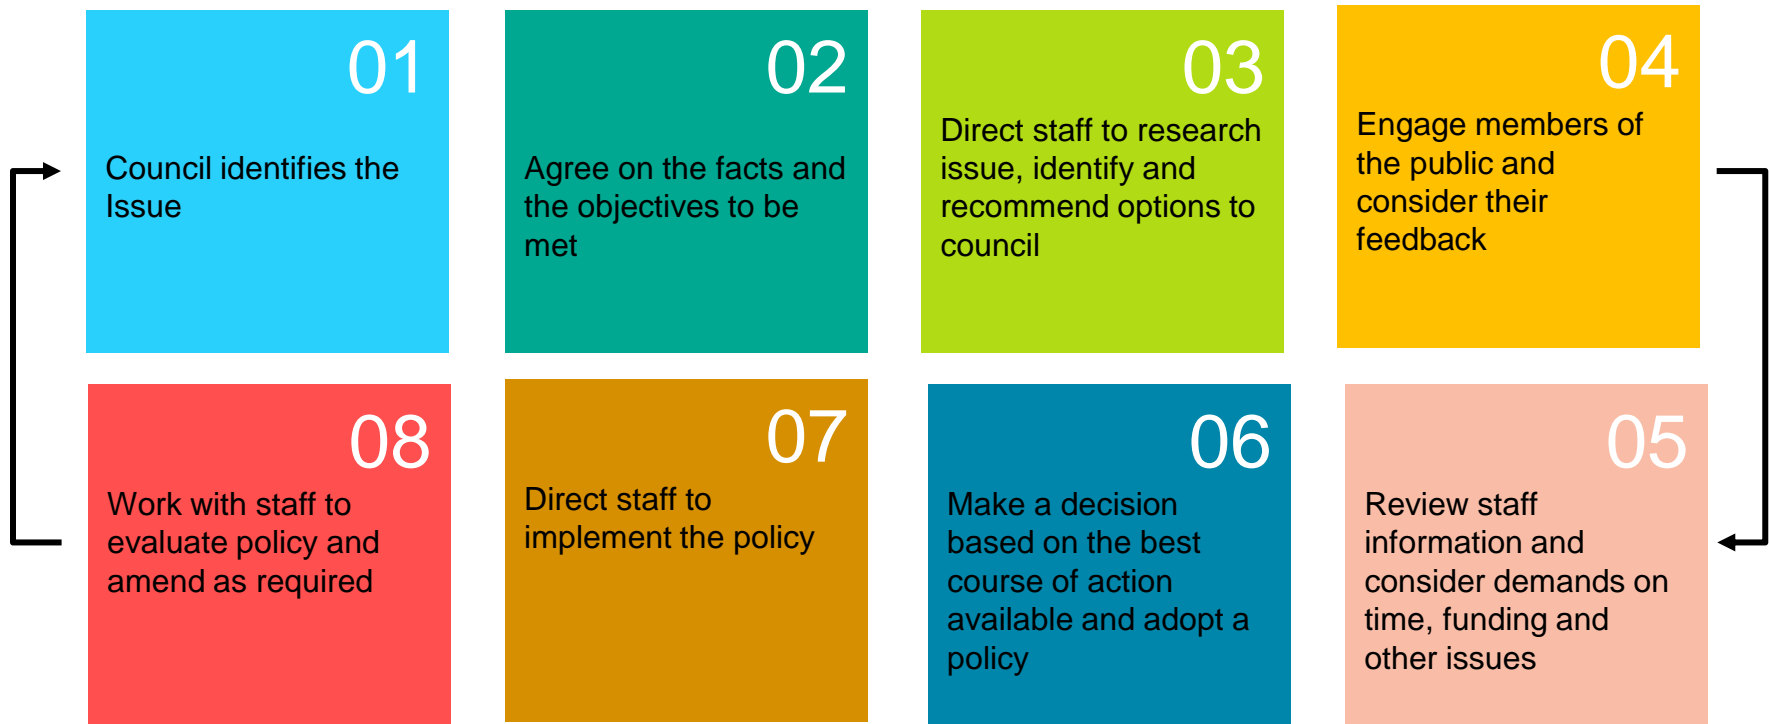 01
Council identifies the
Issue
02
Agree on the facts and
the objectives to be
met
03
Direct staff to research
issue, identify and
recommend options to
council
04
Engage members of
the public and
consider their
feedback
05
Review staff
information and
consider demands on
time, funding and
other issues
06
Make a decision
based on the best
course of action
available and adopt a
policy
07
Direct staff to
implement the policy
08
Work with staff to
evaluate policy and
amend as required